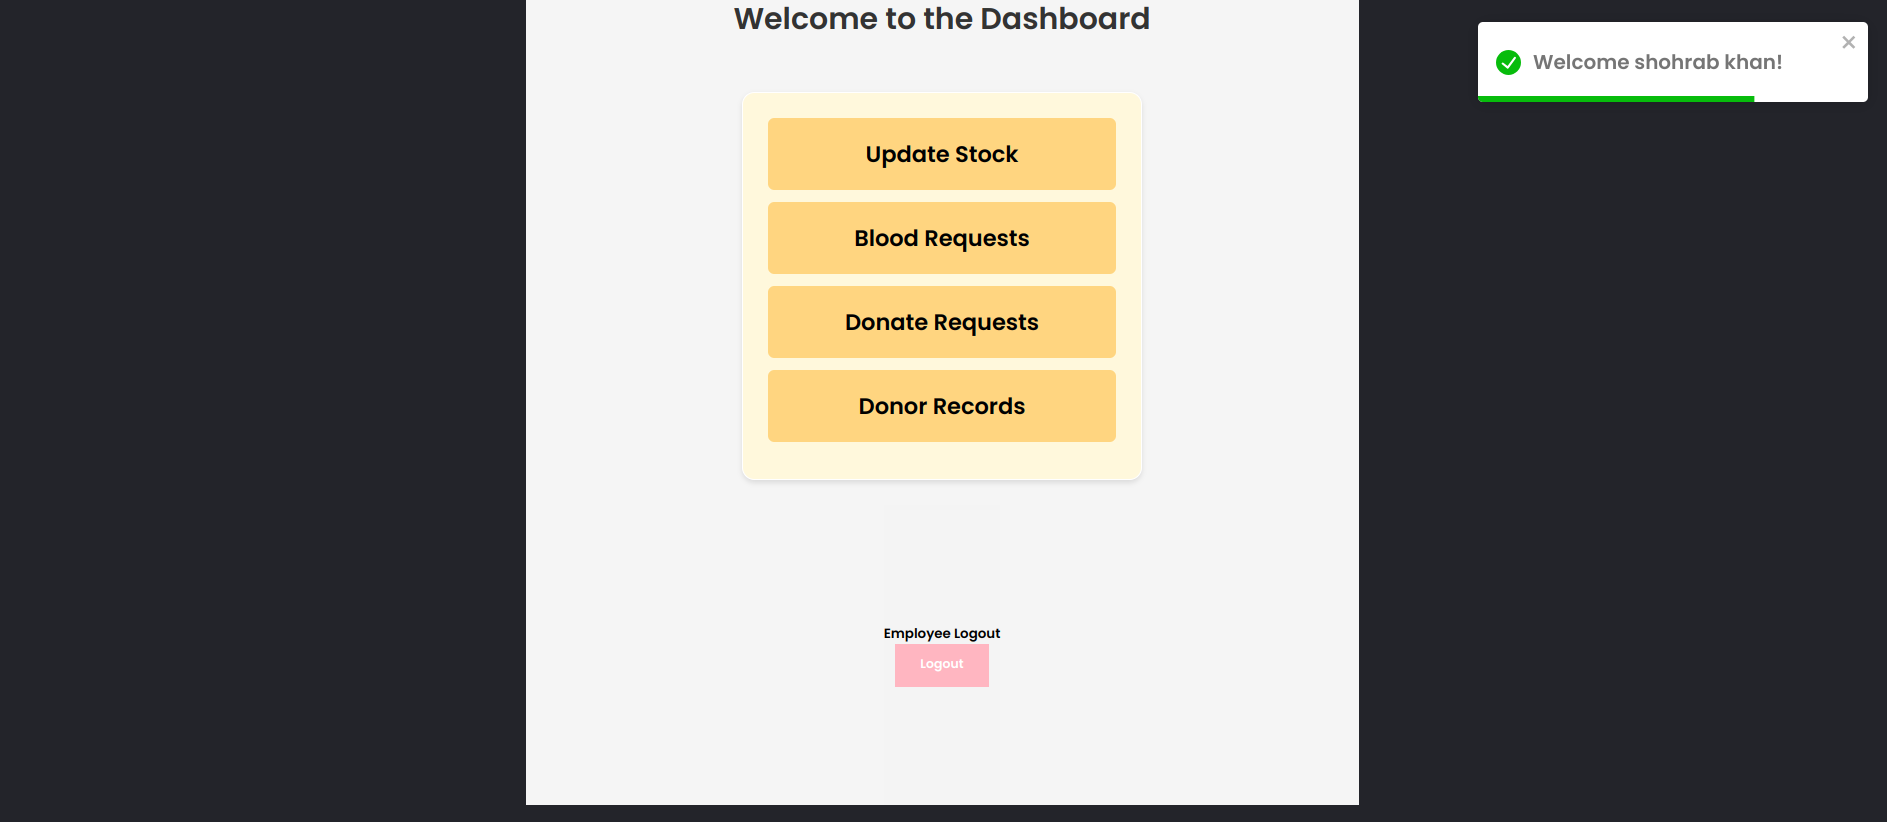 Welcome to the Dashboard
Welcome shohrab khan!
Update Stock
Blood Requests
Donate Requests
Donor Records
Employee Logout
Logout